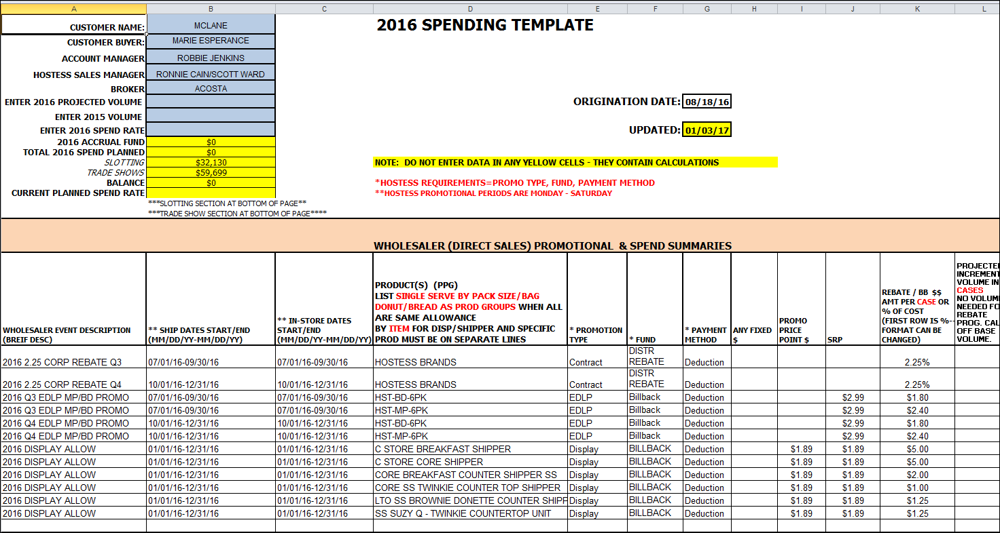 A B C D E F G H I J K L
CUSTOMER NAME: MCLANE 2016 SPENDING TEMPLATE
CUSTOMER BUYER: MARIE ESPERANCE
ACCOUNT MANAGER ROBBIE JENKINS
HOSTESS SALES MANAGER RONNIE CAIN/SCOTT WARD
BROKER ACOSTA
ENTER 2016 PROJECTED VOLUME ORIGINATION DATE: 08/18/16
ENTER 2015 VOLUME
ENTER 2016 SPEND RATE UPDATED: 01/03/17
2016 ACCRUAL FUND $0
TOTAL 2016 SPEND PLANNED $0
SLOTTING $32,130 NOTE: DO NOT ENTER DATA IN ANY YELLOW CELLS - THEY CONTAIN CALCULATIONS
TRADE SHOWS $59,699
BALANCE $0 *HOSTESS REQUIREMENTS=PROMO TYPE, FUND, PAYMENT METHOD
CURRENT PLANNED SPEND RATE **HOSTESS PROMOTIONAL PERIODS ARE MONDAY - SATURDAY
***SLOTTING SECTION AT BOTTOM OF PAGE**
***TRADE SHOW SECTION AT BOTTOM OF PAGE****
WHOLESALER (DIRECT SALES) PROMOTIONAL & SPEND SUMMARIES
WHOLESALER EVENT DESCRIPTION
(BREIF DESC)
** SHIP DATES START/END
(MM/DD/YY-MM/DD/YY)
** IN-STORE DATES
START/END
(MM/DD/YY-MM/DD/YY)
PRODUCT(S) (PPG)
LIST SINGLE SERVE BY PACK SIZE/BAG
DONUT/BREAD AS PROD GROUPS WHEN ALL
ARE SAME ALLOWANCE
BY ITEM FOR DISP/SHIPPER AND SPECIFIC
PROD MUST BE ON SEPARATE LINES
* PROMOTION
TYPE
* FUND
* PAYMENT
METHOD
ANY FIXED
$
PROMO
PRICE
POINT $
SRP
REBATE / BB $$
AMT PER CASE OR
% OF COST
(FIRST ROW IS %--
FORMAT CAN BE
CHANGED)
PROJECTE
INCREMENT
VOLUME IN
CASES
NO VOLUM
NEEDED FO
REBATE
PROG. CAL
OFF BASE
VOLUME.
2016 2.25 CORP REBATE Q3 07/01/16-09/30/16 07/01/16-09/30/16 HOSTESS BRANDS Contract DISTR REBATE Deduction 2.25%
2016 2.25 CORP REBATE Q4 10/01/16-12/31/16 10/01/16-12/31/16 HOSTESS BRANDS Contract DISTR REBATE Deduction 2.25%
2016 Q3 EDLP MP/BD PROMO 07/01/16-09/30/16 07/01/16-09/30/16 HST-BD-6PK EDLP Billback Deduction $2.99 $1.80
2016 Q3 EDLP MP/BD PROMO 07/01/16-09/30/16 07/01/16-09/30/16 HST-MP-6PK EDLP Billback Deduction $2.99 $2.40
2016 Q4 EDLP MP/BD PROMO 10/01/16-12/31/16 10/01/16-12/31/16 HST-BD-6PK EDLP Billback Deduction $2.99 $1.80
2016 Q4 EDLP MP/BD PROMO 10/01/16-12/31/16 10/01/16-12/31/16 HST-MP-6PK EDLP Billback Deduction $2.99 $2.40
2016 DISPLAY ALLOW 01/01/16-12/31/16 01/01/16-12/31/16 C STORE BREAKFAST SHIPPER Display BILLBACK Deduction $1.89 $1.89 $5.00
2016 DISPLAY ALLOW 01/01/16-12/31/16 01/01/16-12/31/16 C STORE CORE SHIPPER Display BILLBACK Deduction $1.89 $1.89 $5.00
2016 DISPLAY ALLOW 01/01/16-12/31/16 01/01/16-12/31/16 CORE BREAKFAST COUNTER SHIPPER SS Display BILLBACK Deduction $1.89 $1.89 $2.00
2016 DISPLAY ALLOW 01/01/16-12/31/16 01/01/16-12/31/16 CORE SS TWINKIE COUNTER TOP SHIPPER Display BILLBACK Deduction $1.89 $1.89 $1.00
2016 DISPLAY ALLOW 01/01/16-12/31/16 01/01/16-12/31/16 LTO SS BROWNIE DONETTE COUNTER SHIPP Display BILLBACK Deduction $1.89 $1.89 $1.25
2016 DISPLAY ALLOW 01/01/16-12/31/16 01/01/16-12/31/16 SS SUZY Q - TWINKIE COUNTERTOP UNIT Display BILLBACK Deduction $1.89 $1.89 $1.25